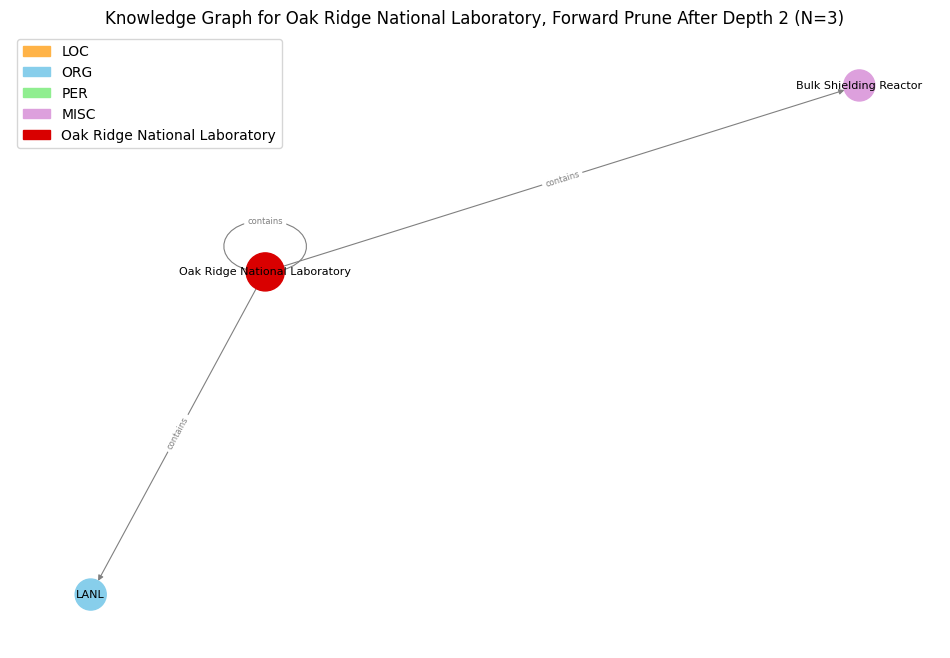 Knowledge Graph for Oak Ridge National Laboratory, Forward Prune After Depth 2 (N=3)
LOC
ORG
PER
MISC
Oak Ridge National Laboratory
Bulk Shielding Reactor
contains
contains
Oak Ridge National Laboratory
contains
LANL